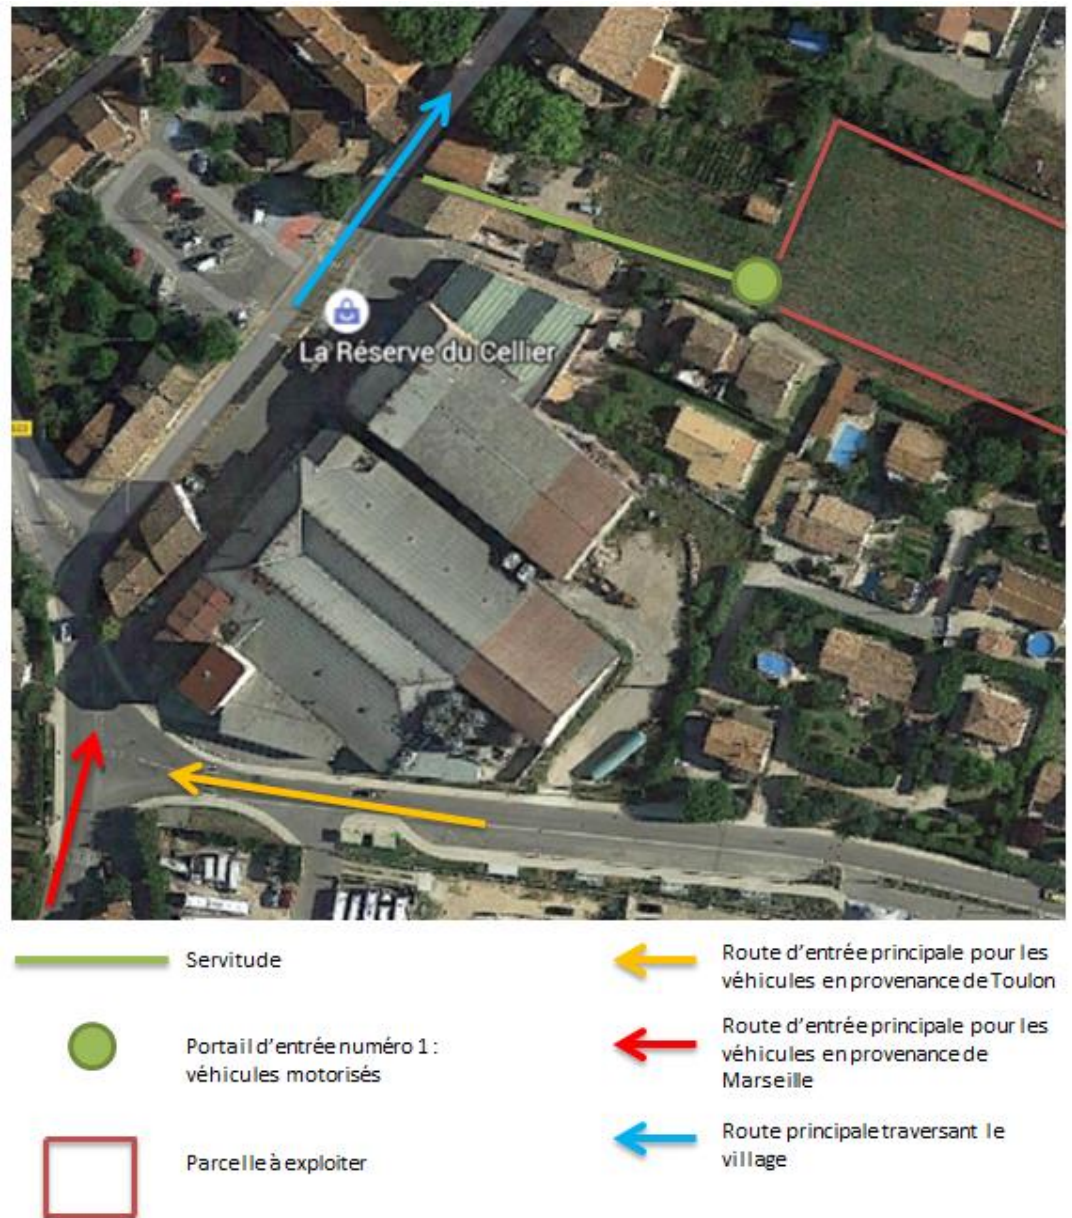 La Réserve du Cellier
Servitude
Portail d'entrée numéro 1 :
véhicules motorisés
Parcelle à exploiter
Route d'entrée principale pour les
véhicules en provenance de Toulon
Route d'entrée principale pour les
véhicules en provenance de
Marseille
Route principale traversant le
village